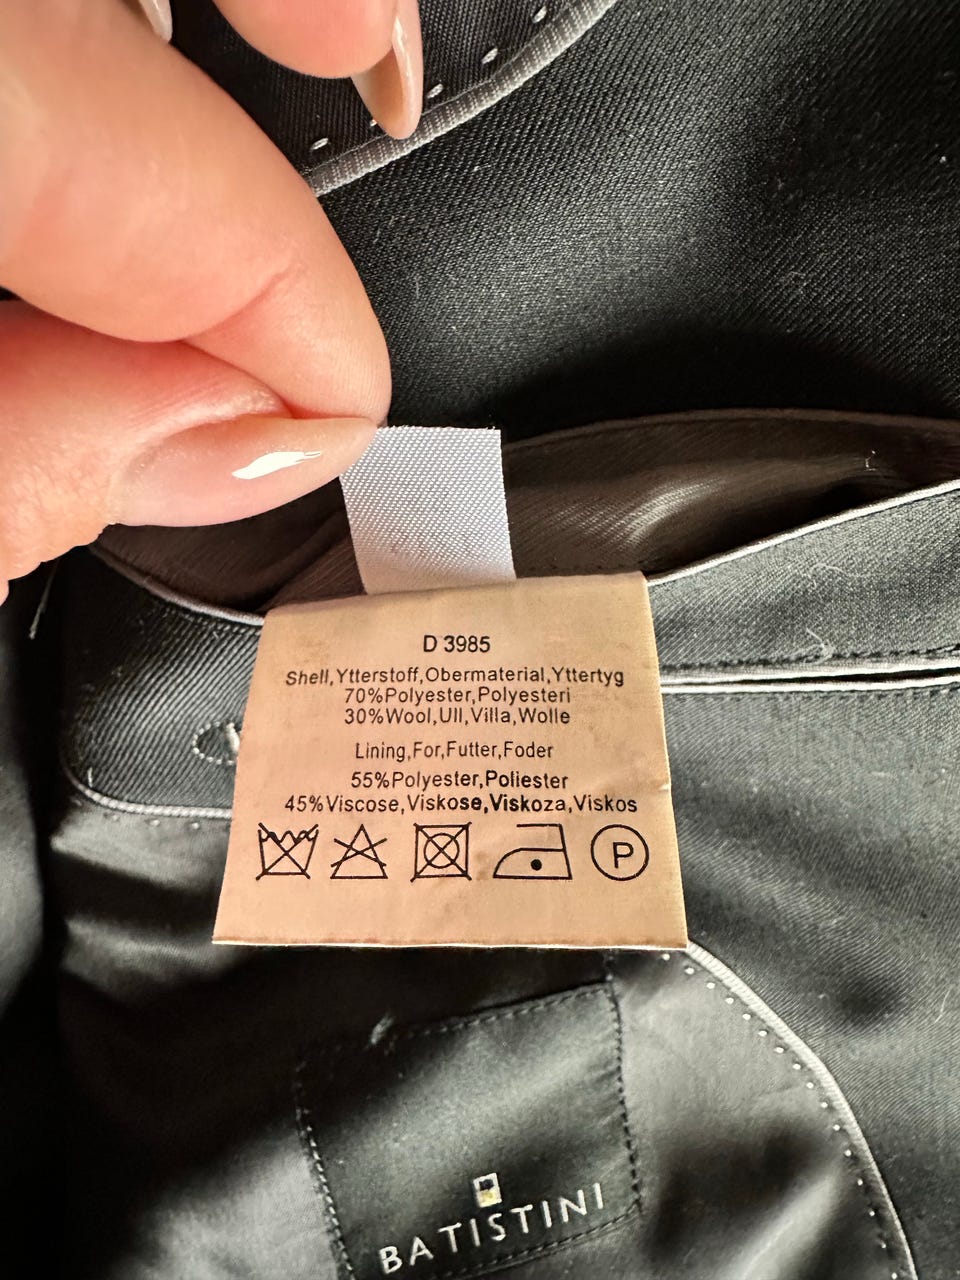 D 3985
Shell,Ytterstoff,Obermaterial,Yttertyg
70%Polyester,Polyesteri
30%Wool,Ull,Villa,Wolle
Lining,For,Futter,Foder
55%Polyester,Poliester
45%Viscose,Viskose,Viskoza,Viskos
P
BATISTINI